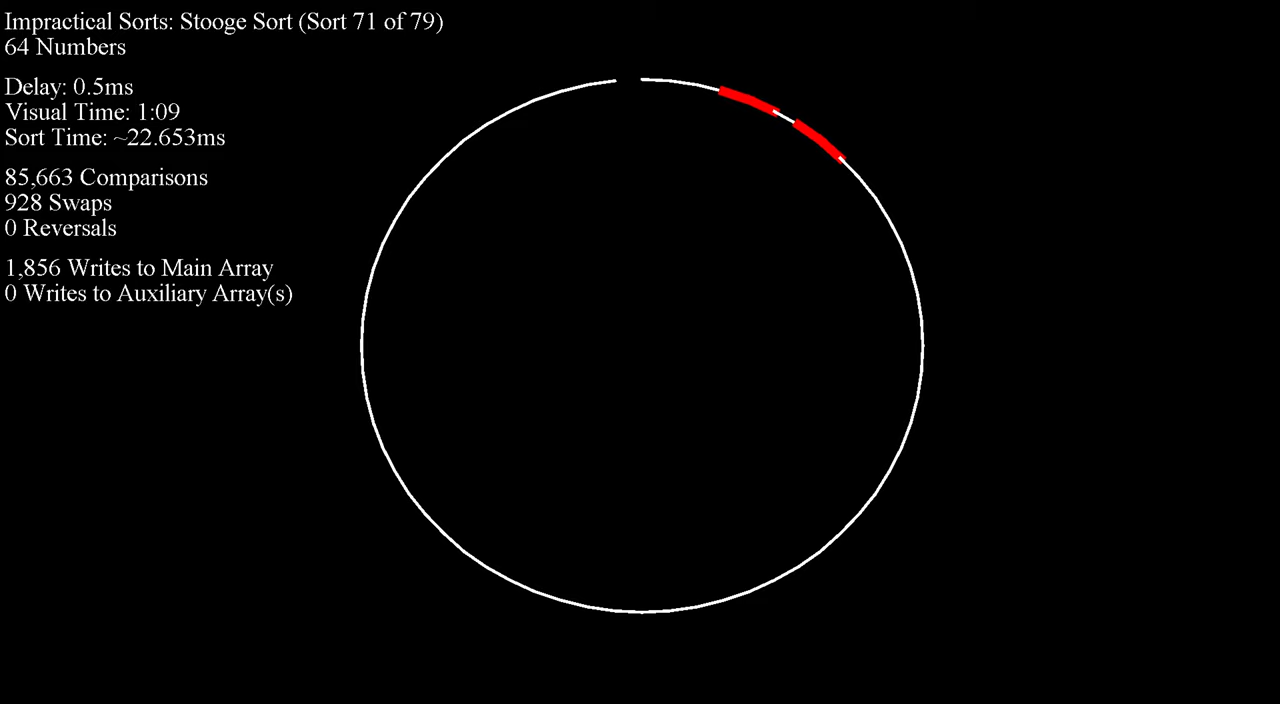 Impractical Sorts: Stooge Sort (Sort 71 of 79)
64 Numbers
Delay: 0.5ms
Visual Time: 1:09
Sort Time: ~22.653ms
85,663 Comparisons
928 Swaps
0 Reversals
1,856 Writes to Main Array
0 Writes to Auxiliary Array(s)